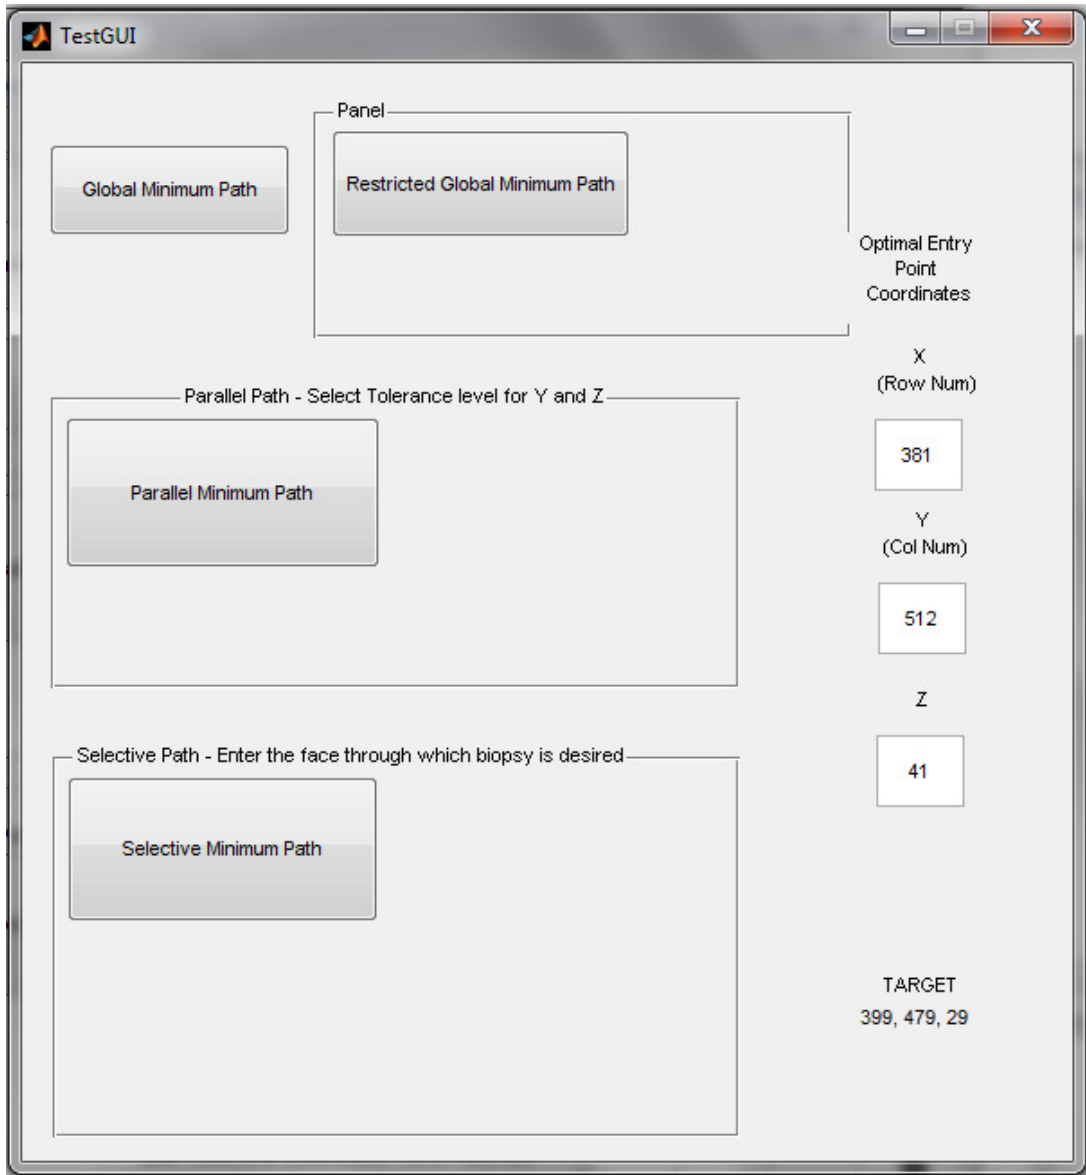 TestGUI
Panel
Global Minimum Path
Restricted Global Minimum Path
Optimal Entry
Point
Coordinates
X
(Row Num)
Parallel Path - Select Tolerance level for Y and Z
381
Parallel Minimum Path
Y
(Col Num)
512
Z
Selective Path - Enter the face through which biopsy is desired
41
Selective Minimum Path
TARGET
399, 479, 29